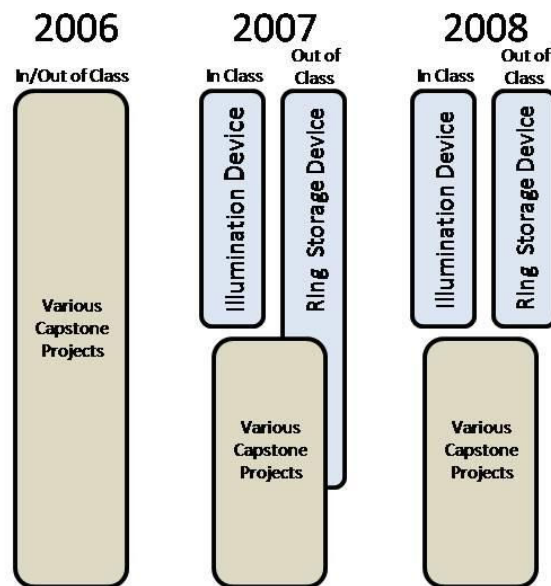 2006
In/Out of Class
Various
Capstone
Projects
2007
In Class
Out of
Class
Illumination Device
Ring Storage Device
Various
Capstone
Projects
2008
In Class
Out of
Class
Illumination Device
Ring Storage Device
Various
Capstone
Projects